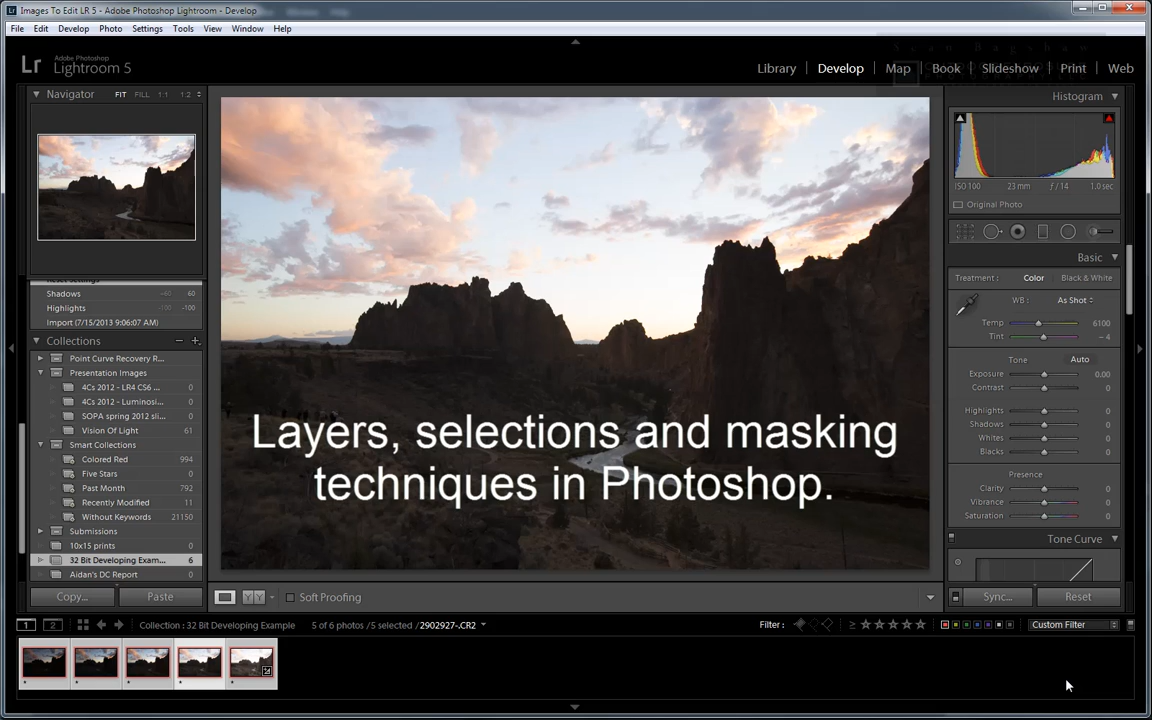 Images To Edit LR 5 - Adobe Photoshop Lightroom - Develop
File Edit Develop Photo Settings Tools View Window Help
Lr Adobe Photoshop
Lightroom 5
Library Develop Map Book Slideshow Print Web
Navigator FIT FILL 1:1 1:2
Histogram
ISO 100 23 mm ƒ / 14 1.0 sec
Original Photo
Basic
Treatment : Color Black & White
WB : As Shot
Temp 6100
Tint – 4
Tone Auto
Exposure 0.00
Contrast 0
Highlights 0
Shadows 0
Whites 0
Blacks 0
Presence
Clarity 0
Vibrance 0
Saturation 0
Tone Curve
Sync... Reset
Shadows 60
Highlights -100
Import (7/15/2013 9:06:07 AM)
Collections
Point Curve Recovery R...
Presentation Images
4Cs 2012 - LR4 CS6 ... 0
4Cs 2012 - Luminosi... 0
SOPA spring 2012 sli... 0
Vision Of Light 61
Smart Collections
Colored Red 994
Five Stars 0
Past Month 792
Recently Modified 11
Without Keywords 21150
Submissions
10x15 prints 0
32 Bit Developing Exam... 6
Aidan's DC Report 0
Copy... Paste
Layers, selections and masking
techniques in Photoshop.
Soft Proofing
1 2 Collection : 32 Bit Developing Example 5 of 6 photos /5 selected /2902927-.CR2 Filter : Custom Filter